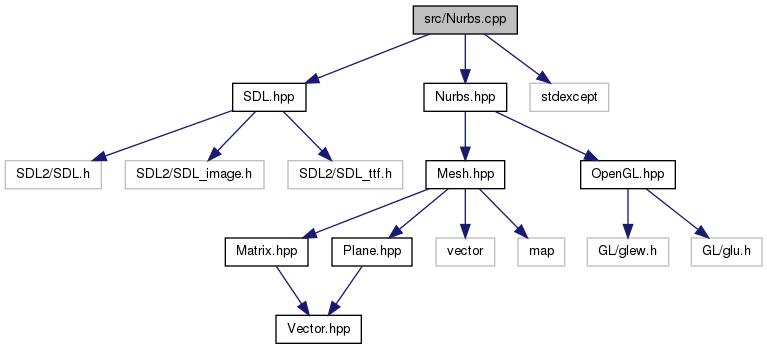 src/Nurbs.cpp
SDL.hpp
Nurbs.hpp
stdexcept
SDL2/SDL.h
SDL2/SDL_image.h
SDL2/SDL_ttf.h
Mesh.hpp
OpenGL.hpp
Matrix.hpp
Plane.hpp
vector
map
GL/glew.h
GL/glu.h
Vector.hpp